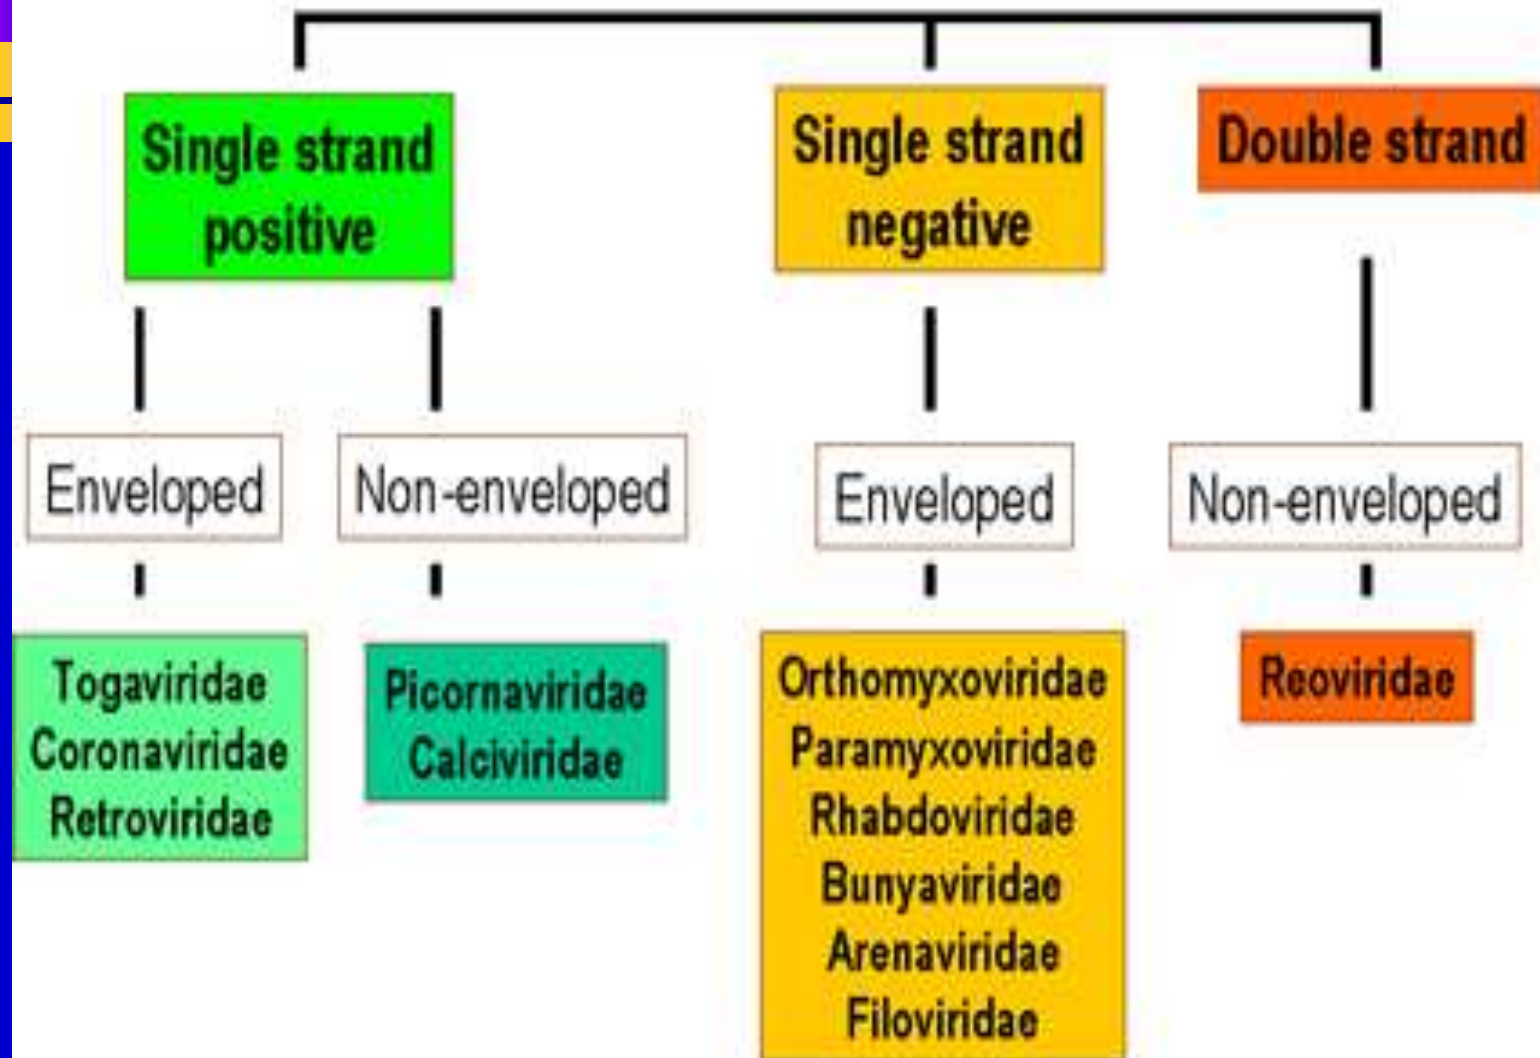 Single strand
positive
Single strand
negative
Double strand
Enveloped
Non-enveloped
Enveloped
Non-enveloped
Togaviridae
Coronaviridae
Retroviridae
Picornaviridae
Calciviridae
Orthomyxoviridae
Paramyxoviridae
Rhabdoviridae
Bunyaviridae
Arenaviridae
Filoviridae
Reoviridae